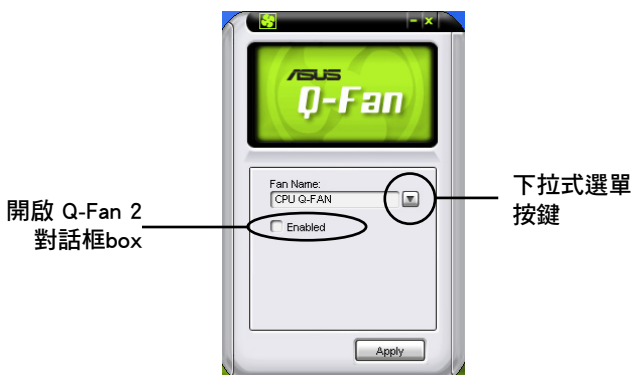 ASUS
Q-Fan
Fan Name:
CPU Q-FAN
Enabled
Apply
開啟 Q-Fan 2
對話框box
下拉式選單
按鍵